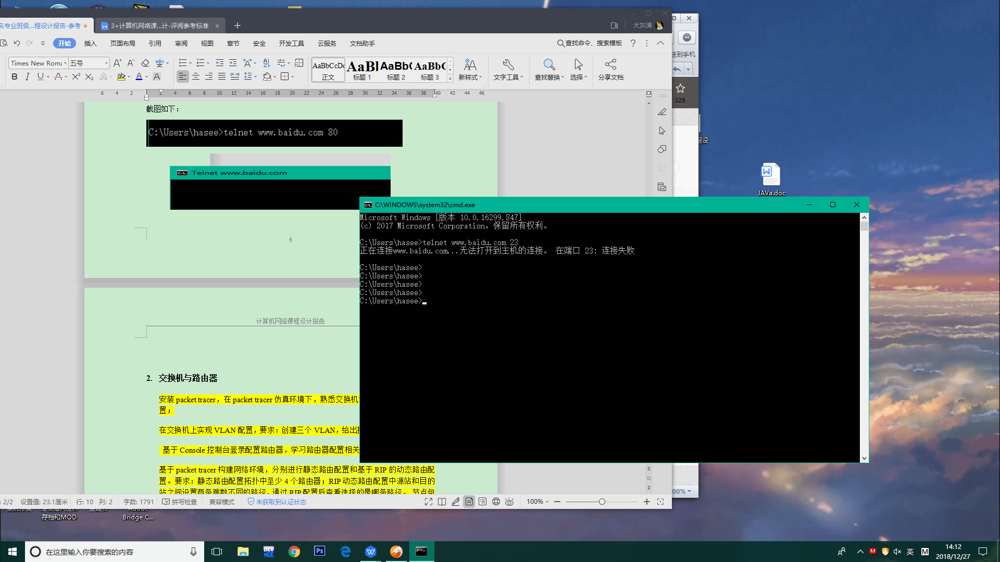 名专业班级...程设计报告-参考
3+计算机网络课...计-评阅参考标准
大灰涛
开始 插入 页面布局 引用 审阅 视图 章节 安全 开发工具 云服务 文档助手
查找命令、搜索模板
Times New Roma 五号
AaBbCcDc AaBl AaBb( AaBbC
正文 标题 1 标题 2 标题 3
新样式 文字工具 查找替换 选择 分享文档
6 4 2 2 4 6 8 10 12 14 16 18 20 22 24 26 28 30 32 34 36 38 40 42 44 46
送到手机
328
截图如下：
C:\Users\hasee>telnet www.baidu.com 80
Telnet www.baidu.com
6
计算机网络课程设计报告
2. 交换机与路由器
安装 packet tracer，在 packet tracer 仿真环境下，熟悉交换机
置；
在交换机上实现 VLAN 配置，要求：创建三个 VLAN，给出
基于 Console 控制台登录配置路由器，学习路由器配置相关
基于 packet tracer 构建网络环境，分别进行静态路由配置和基于 RIP 的动态路由配
置。要求：静态路由配置拓扑中至少 4 个路由器；RIP 动态路由配置中源站和目的
站之间设置两条跳数不同的路径，通过 RIP 配置后查看选择的是哪条路径。
C:\WINDOWS\system32\cmd.exe
Microsoft Windows [版本 10.0.16299.847]
(c) 2017 Microsoft Corporation。保留所有权利。
C:\Users\hasee>telnet www.baidu.com 23
正在连接www.baidu.com...无法打开到主机的连接。 在端口 23: 连接失败
C:\Users\hasee>
C:\Users\hasee>
C:\Users\hasee>
C:\Users\hasee>
C:\Users\hasee>
程设
JAVa.doc
: 2/2 设置值: 23.1厘米 行: 10 列: 2 字数: 1791 拼写检查 兼容模式 未获取到认证状态
100%
00%
存档和MOD
Bridge C...
在这里输入你要搜索的内容
DEV
Ps
英
M
14:12
2018/12/27